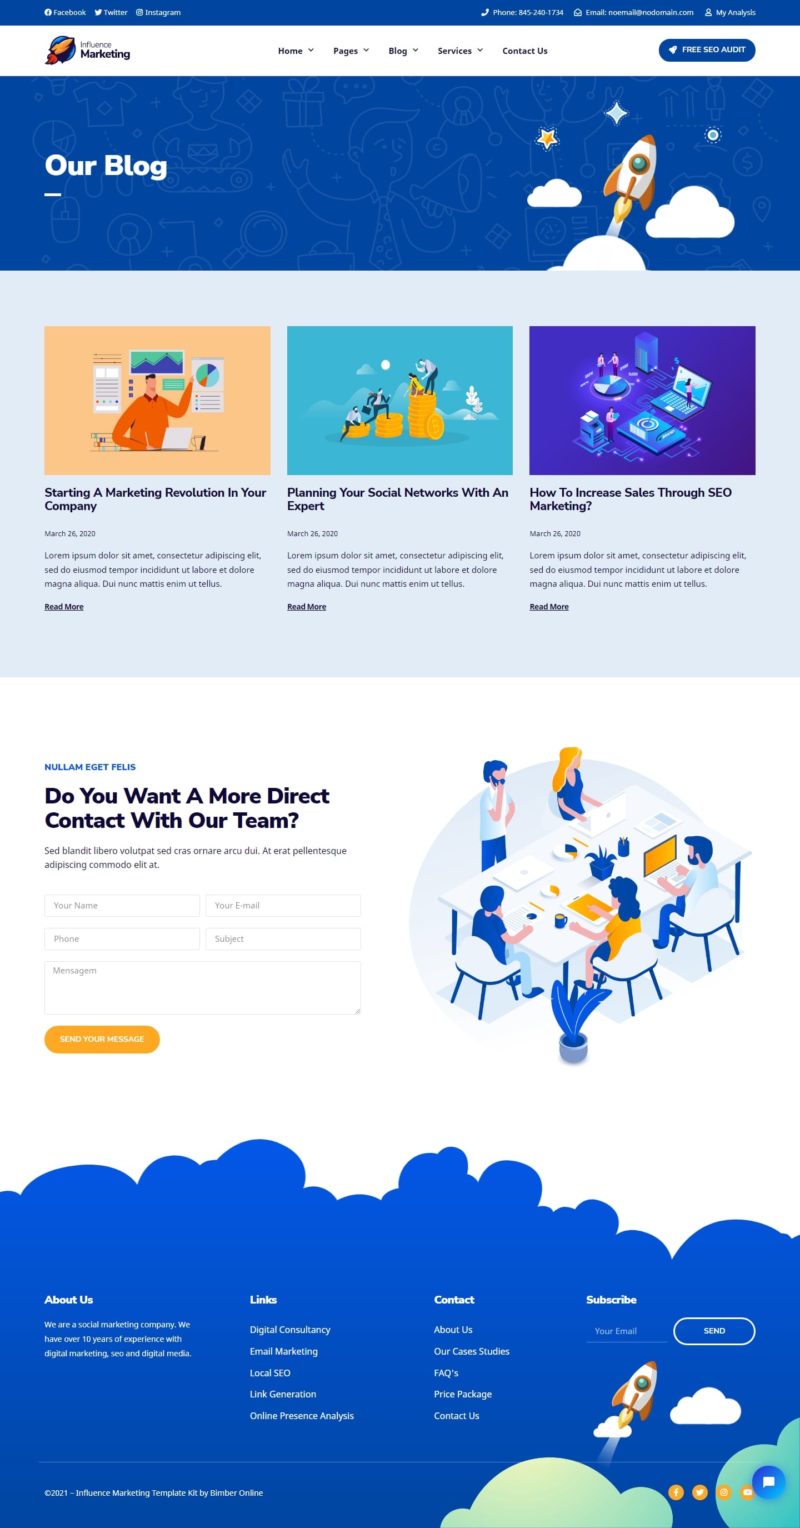 Facebook Twitter Instagram
Phone: 845-240-1734 Email: noemail@nodomain.com My Analysis
Influence
Marketing
Home Pages Blog Services Contact Us
FREE SEO AUDIT
Our Blog
Starting A Marketing Revolution In Your
Company
March 26, 2020
Lorem ipsum dolor sit amet, consectetur adipiscing elit,
sed do eiusmod tempor incididunt ut labore et dolore
magna aliqua. Dui nunc mattis enim ut tellus.
Read More
Planning Your Social Networks With An
Expert
March 26, 2020
Lorem ipsum dolor sit amet, consectetur adipiscing elit,
sed do eiusmod tempor incididunt ut labore et dolore
magna aliqua. Dui nunc mattis enim ut tellus.
Read More
How To Increase Sales Through SEO
Marketing?
March 26, 2020
Lorem ipsum dolor sit amet, consectetur adipiscing elit,
sed do eiusmod tempor incididunt ut labore et dolore
magna aliqua. Dui nunc mattis enim ut tellus.
Read More
NULLAM EGET FELIS
Do You Want A More Direct
Contact With Our Team?
Sed blandit libero volutpat sed cras ornare arcu dui. At erat pellentesque
adipiscing commodo elit at.
Your Name
Your E-mail
Phone
Subject
Mensagem
SEND YOUR MESSAGE
About Us
We are a social marketing company. We
have over 10 years of experience with
digital marketing, seo and digital media.
Links
Digital Consultancy
Email Marketing
Local SEO
Link Generation
Online Presence Analysis
Contact
About Us
Our Cases Studies
FAQ's
Price Package
Contact Us
Subscribe
Your Email
SEND
©2021 – Influence Marketing Template Kit by Bimber Online